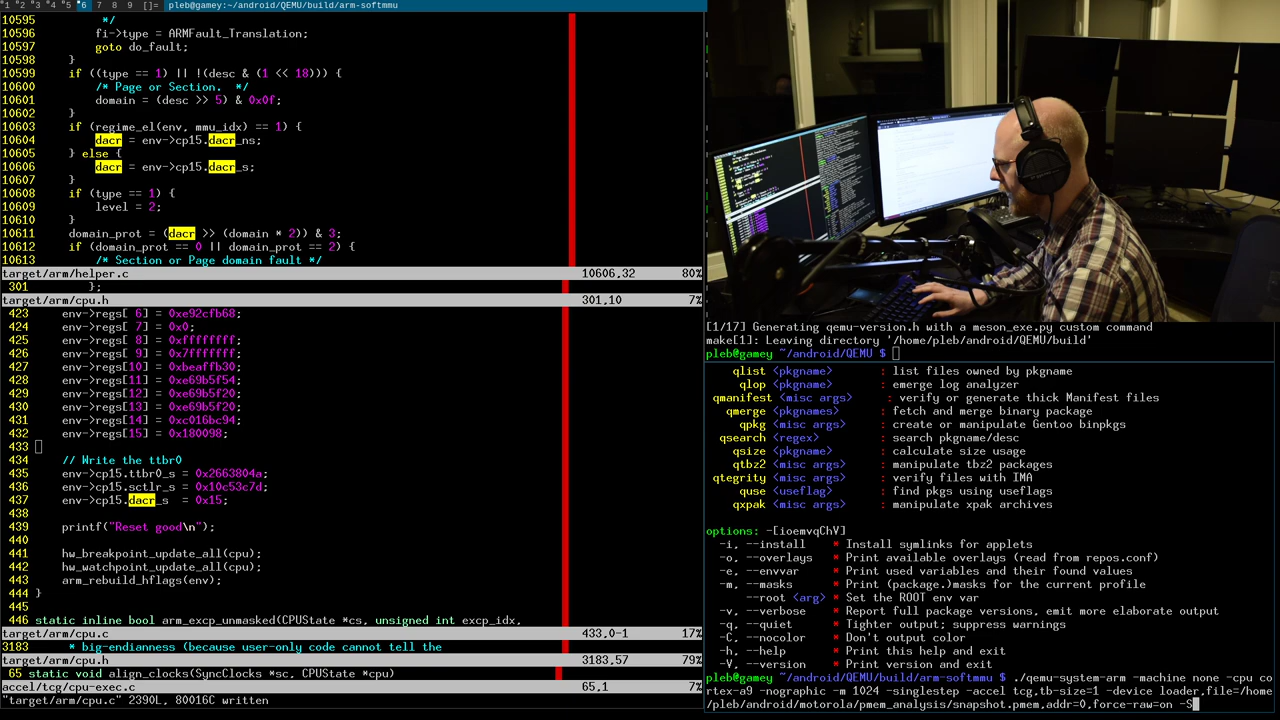 1 2 3 4 5 6 7 8 9 []= pleb@gamey:~/android/QEMU/build/arm-softmmu
10595          */
10596         fi->type = ARMFault_Translation;
10597         goto do_fault;
10598     }
10599     if ((type == 1) || !(desc & (1 << 18))) {
10600         /* Page or Section.  */
10601         domain = (desc >> 5) & 0x0f;
10602     }
10603     if (regime_el(env, mmu_idx) == 1) {
10604         dacr = env->cp15.dacr_ns;
10605     } else {
10606         dacr = env->cp15.dacr_s;
10607     }
10608     if (type == 1) {
10609         level = 2;
10610     }
10611     domain_prot = (dacr >> (domain * 2)) & 3;
10612     if (domain_prot == 0 || domain_prot == 2) {
10613         /* Section or Page domain fault */
target/arm/helper.c 10606,32 80%
301         };
target/arm/cpu.h 301,10 7%
423     env->regs[ 6] = 0xe92cfb68;
424     env->regs[ 7] = 0x0;
425     env->regs[ 8] = 0xffffffff;
426     env->regs[ 9] = 0x7fffffff;
427     env->regs[10] = 0xbeaffb30;
428     env->regs[11] = 0xe69b5f54;
429     env->regs[12] = 0xe69b5f20;
430     env->regs[13] = 0xe69b5f20;
431     env->regs[14] = 0xc016bc94;
432     env->regs[15] = 0x180098;
433
434     // Write the ttbr0
435     env->cp15.ttbr0_s = 0x2663804a;
436     env->cp15.sctlr_s = 0x10c53c7d;
437     env->cp15.dacr_s  = 0x15;
438
439     printf("Reset good\n");
440
441     hw_breakpoint_update_all(cpu);
442     hw_watchpoint_update_all(cpu);
443     arm_rebuild_hflags(env);
444 }
445
446 static inline bool arm_excp_unmasked(CPUState *cs, unsigned int excp_idx,
target/arm/cpu.c 433,0-1 17%
3183      * big-endianness (because user-only code cannot tell the
target/arm/cpu.h 3183,57 79%
65 static void align_clocks(SyncClocks *sc, CPUState *cpu)
accel/tcg/cpu-exec.c 65,1 7%
"target/arm/cpu.c" 2390L, 80016C written
[1/17] Generating qemu-version.h with a meson_exe.py custom command
make[1]: Leaving directory '/home/pleb/android/QEMU/build'
pleb@gamey ~/android/QEMU $
qlist <pkgname> : list files owned by pkgname
qlop <pkgname> : emerge log analyzer
qmanifest <misc args> : verify or generate thick Manifest files
qmerge <pkgnames> : fetch and merge binary package
qpkg <misc args> : create or manipulate Gentoo binpkgs
qsearch <regex> : search pkgname/desc
qsize <pkgname> : calculate size usage
qtbz2 <misc args> : manipulate tbz2 packages
qtegrity <misc args> : verify files with IMA
quse <useflag> : find pkgs using useflags
qxpak <misc args> : manipulate xpak archives
options: -[ioemvqChV]
-i, --install * Install symlinks for applets
-o, --overlays * Print available overlays (read from repos.conf)
-e, --envvar * Print used variables and their found values
-m, --masks * Print (package.)masks for the current profile
--root <arg> * Set the ROOT env var
-v, --verbose * Report full package versions, emit more elaborate output
-q, --quiet * Tighter output; suppress warnings
-C, --nocolor * Don't output color
-h, --help * Print this help and exit
-V, --version * Print version and exit
pleb@gamey ~/android/QEMU/build/arm-softmmu $ ./qemu-system-arm -machine none -cpu co
rtex-a9 -nographic -m 1024 -singlestep -accel tcg,tb-size=1 -device loader,file=/home
/pleb/android/motorola/pmem_analysis/snapshot.pmem,addr=0,force-raw=on -S